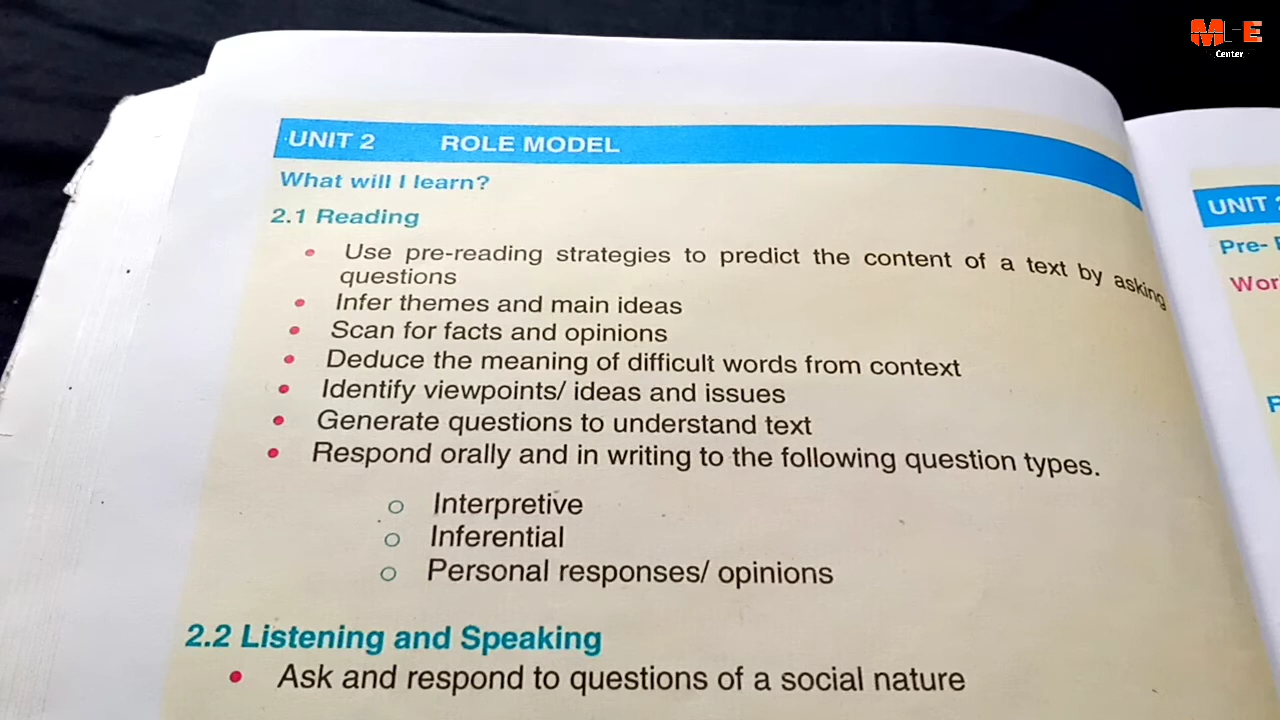 M-E
Center
UNIT 2 ROLE MODEL
What will I learn?
2.1 Reading
• Use pre-reading strategies to predict the content of a text by asking
questions
• Infer themes and main ideas
• Scan for facts and opinions
• Deduce the meaning of difficult words from context
• Identify viewpoints/ ideas and issues
• Generate questions to understand text
• Respond orally and in writing to the following question types.
o Interpretive
o Inferential
o Personal responses/ opinions
2.2 Listening and Speaking
• Ask and respond to questions of a social nature
UNIT
Pre-